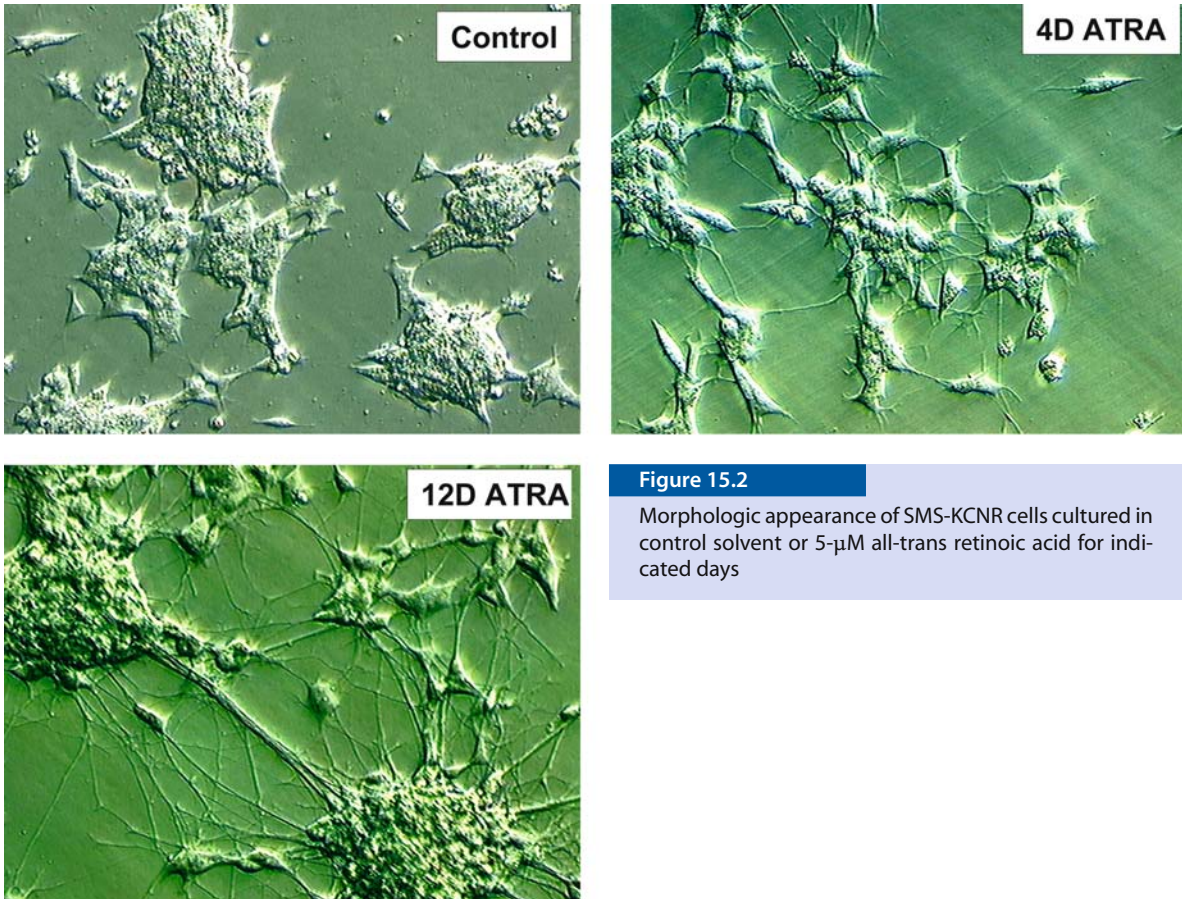 Control
4D ATRA
12D ATRA
Figure 15.2
Morphologic appearance of SMS-KCNR cells cultured in
control solvent or 5-μM all-trans retinoic acid for indi-
cated days